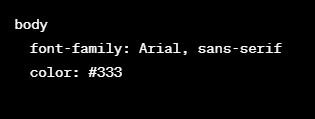 body
  font-family: Arial, sans-serif
  color: #333